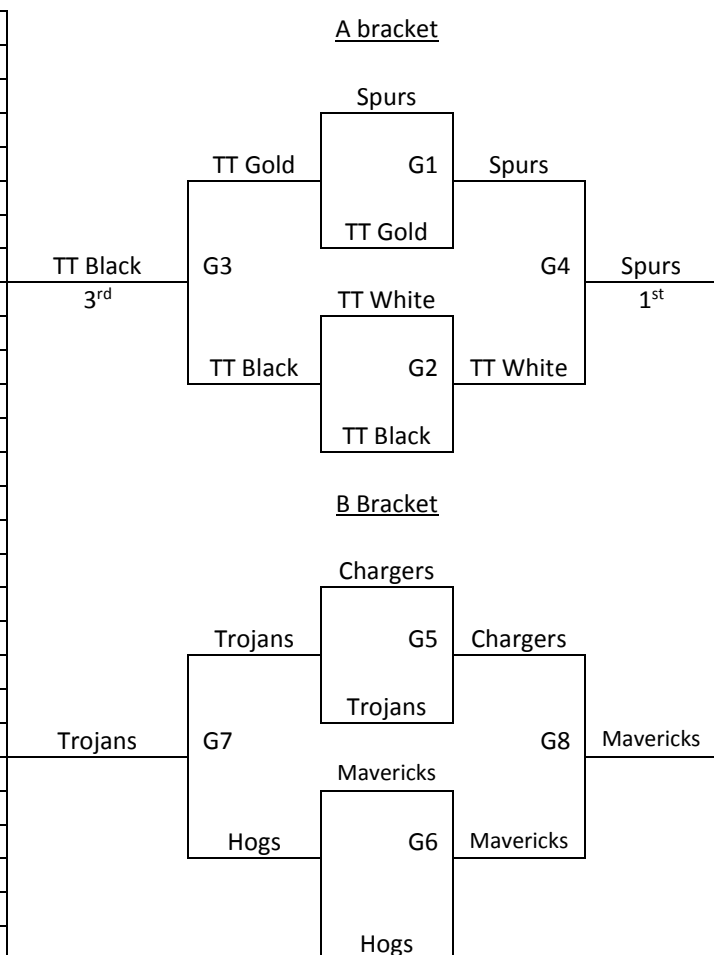 A bracket
Spurs
TT Gold
G1
Spurs
TT Gold
TT Black
G3
G4
Spurs
3rd
TT White
1st
TT Black
G2
TT White
TT Black
B Bracket
Chargers
Trojans
G5
Chargers
Trojans
Trojans
G7
G8
Mavericks
Mavericks
Hogs
G6
Mavericks
Hogs